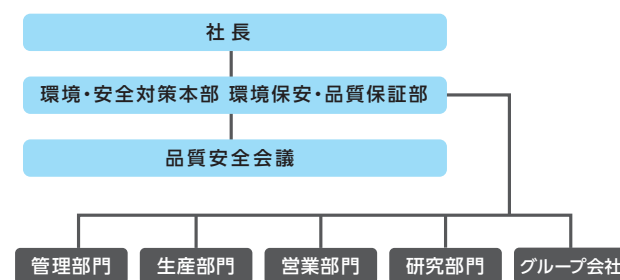 社長
環境・安全対策本部 環境保安・品質保証部
品質安全会議
管理部門 生産部門 営業部門 研究部門 グループ会社